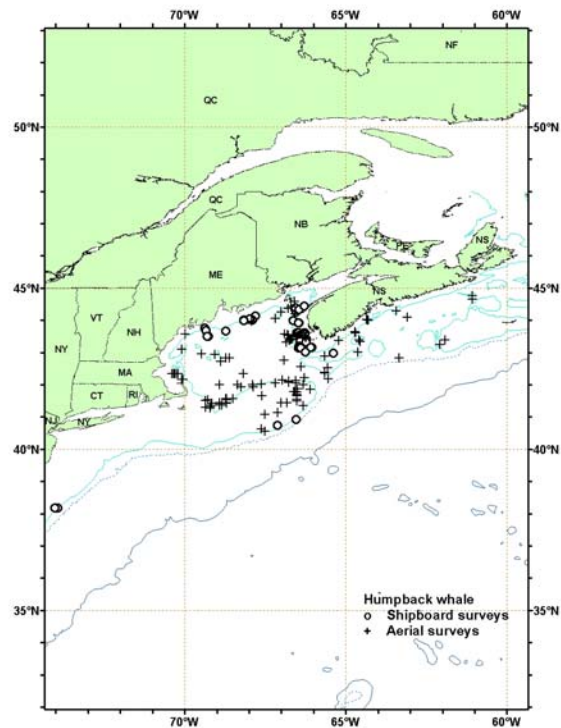 70°W 65°W 60°W
NF
QC
50°N 50°N
QC
NB
PE
NS
ME
NS
45°N 45°N
VT
NH
NY
MA
CT RI
NJ NY
40°N 40°N
35°N 35°N
Humpback whale
Shipboard surveys
+ Aerial surveys
70°W 65°W 60°W